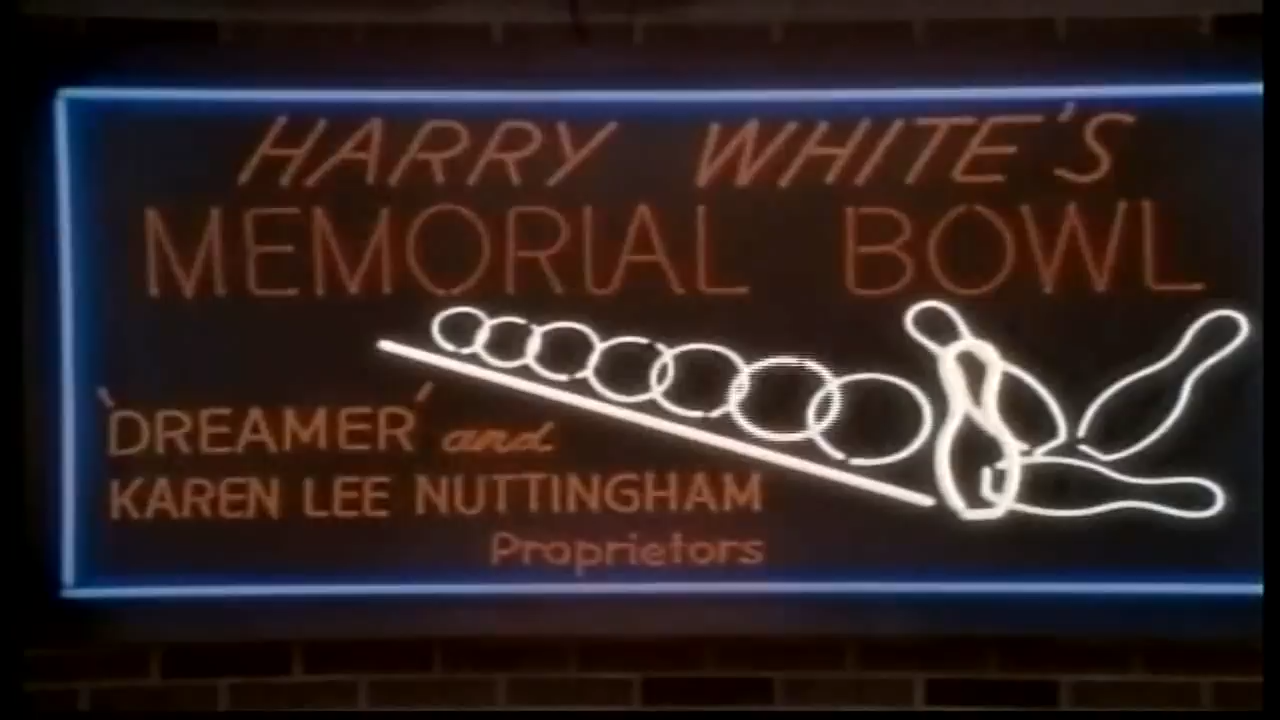 HARRY WHITE'S
MEMORIAL BOWL
'DREAMER' and
KAREN LEE NUTTINGHAM
Proprietors